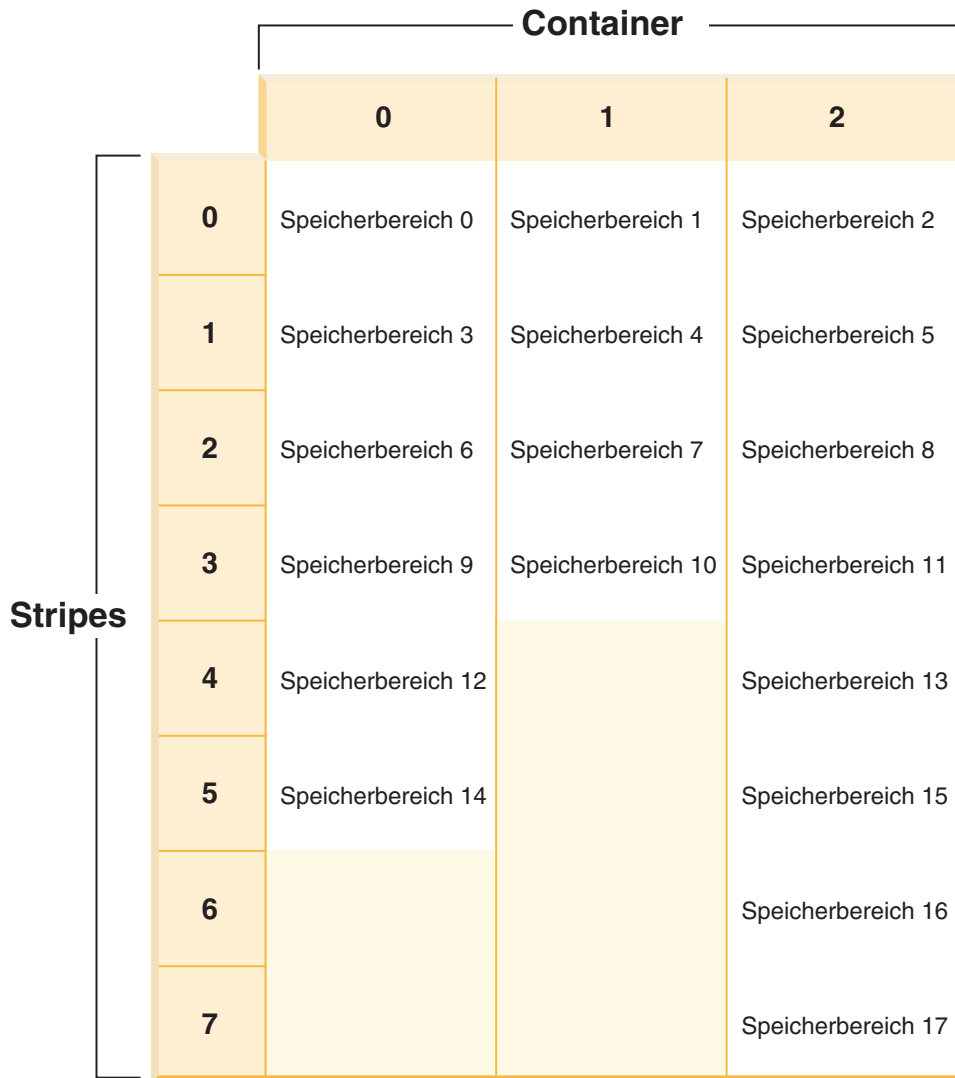 Container
0 1 2
0 Speicherbereich 0 Speicherbereich 1 Speicherbereich 2
1 Speicherbereich 3 Speicherbereich 4 Speicherbereich 5
2 Speicherbereich 6 Speicherbereich 7 Speicherbereich 8
3 Speicherbereich 9 Speicherbereich 10 Speicherbereich 11
Stripes
4 Speicherbereich 12 Speicherbereich 13
5 Speicherbereich 14 Speicherbereich 15
6 Speicherbereich 16
7 Speicherbereich 17